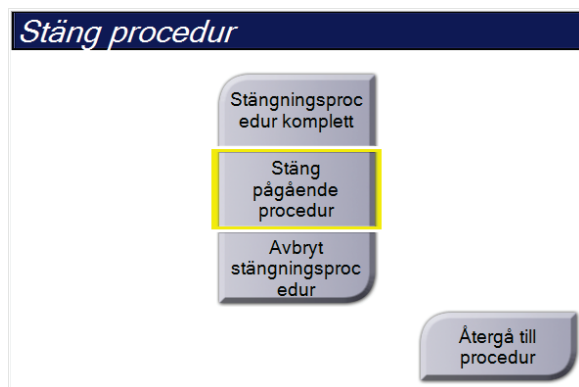 Stäng procedur
Stängningsproc
edur komplett
Stäng
pågående
procedur
Avbryt
stängningsproc
edur
Återgå till
procedur